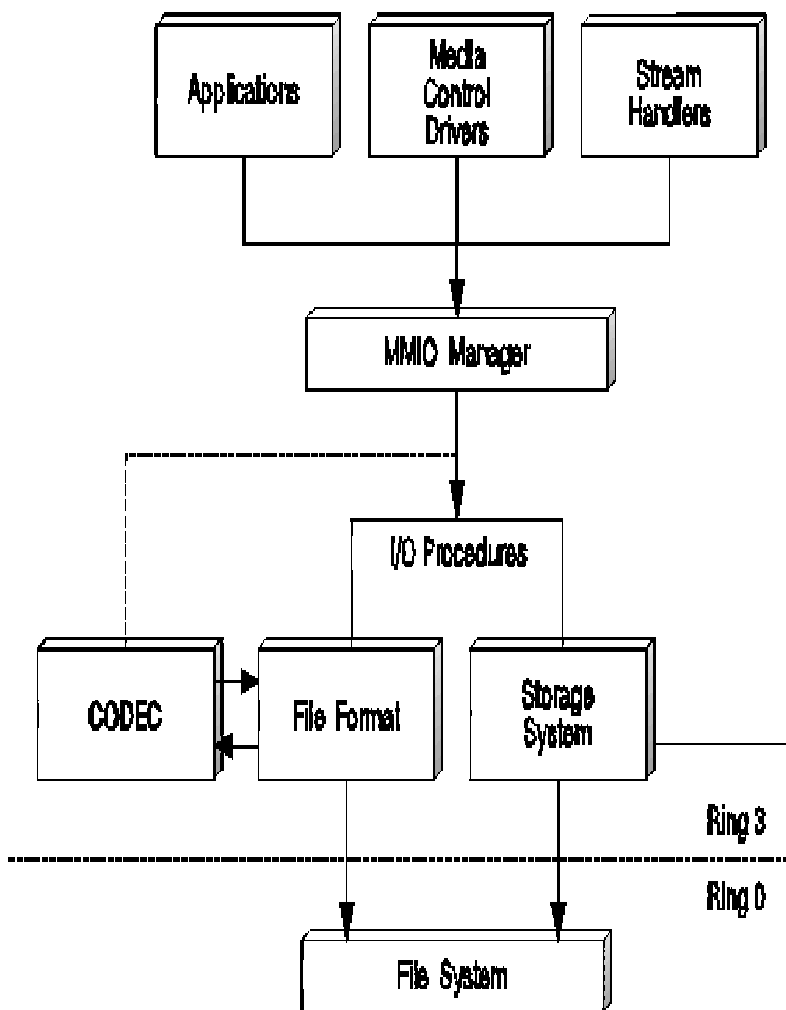 Applications
Media
Control
Drivers
Stream
Handlers
MMIO Manager
I/O Procedures
CODEC
File Format
Storage
System
Ring 3
Ring 0
File System